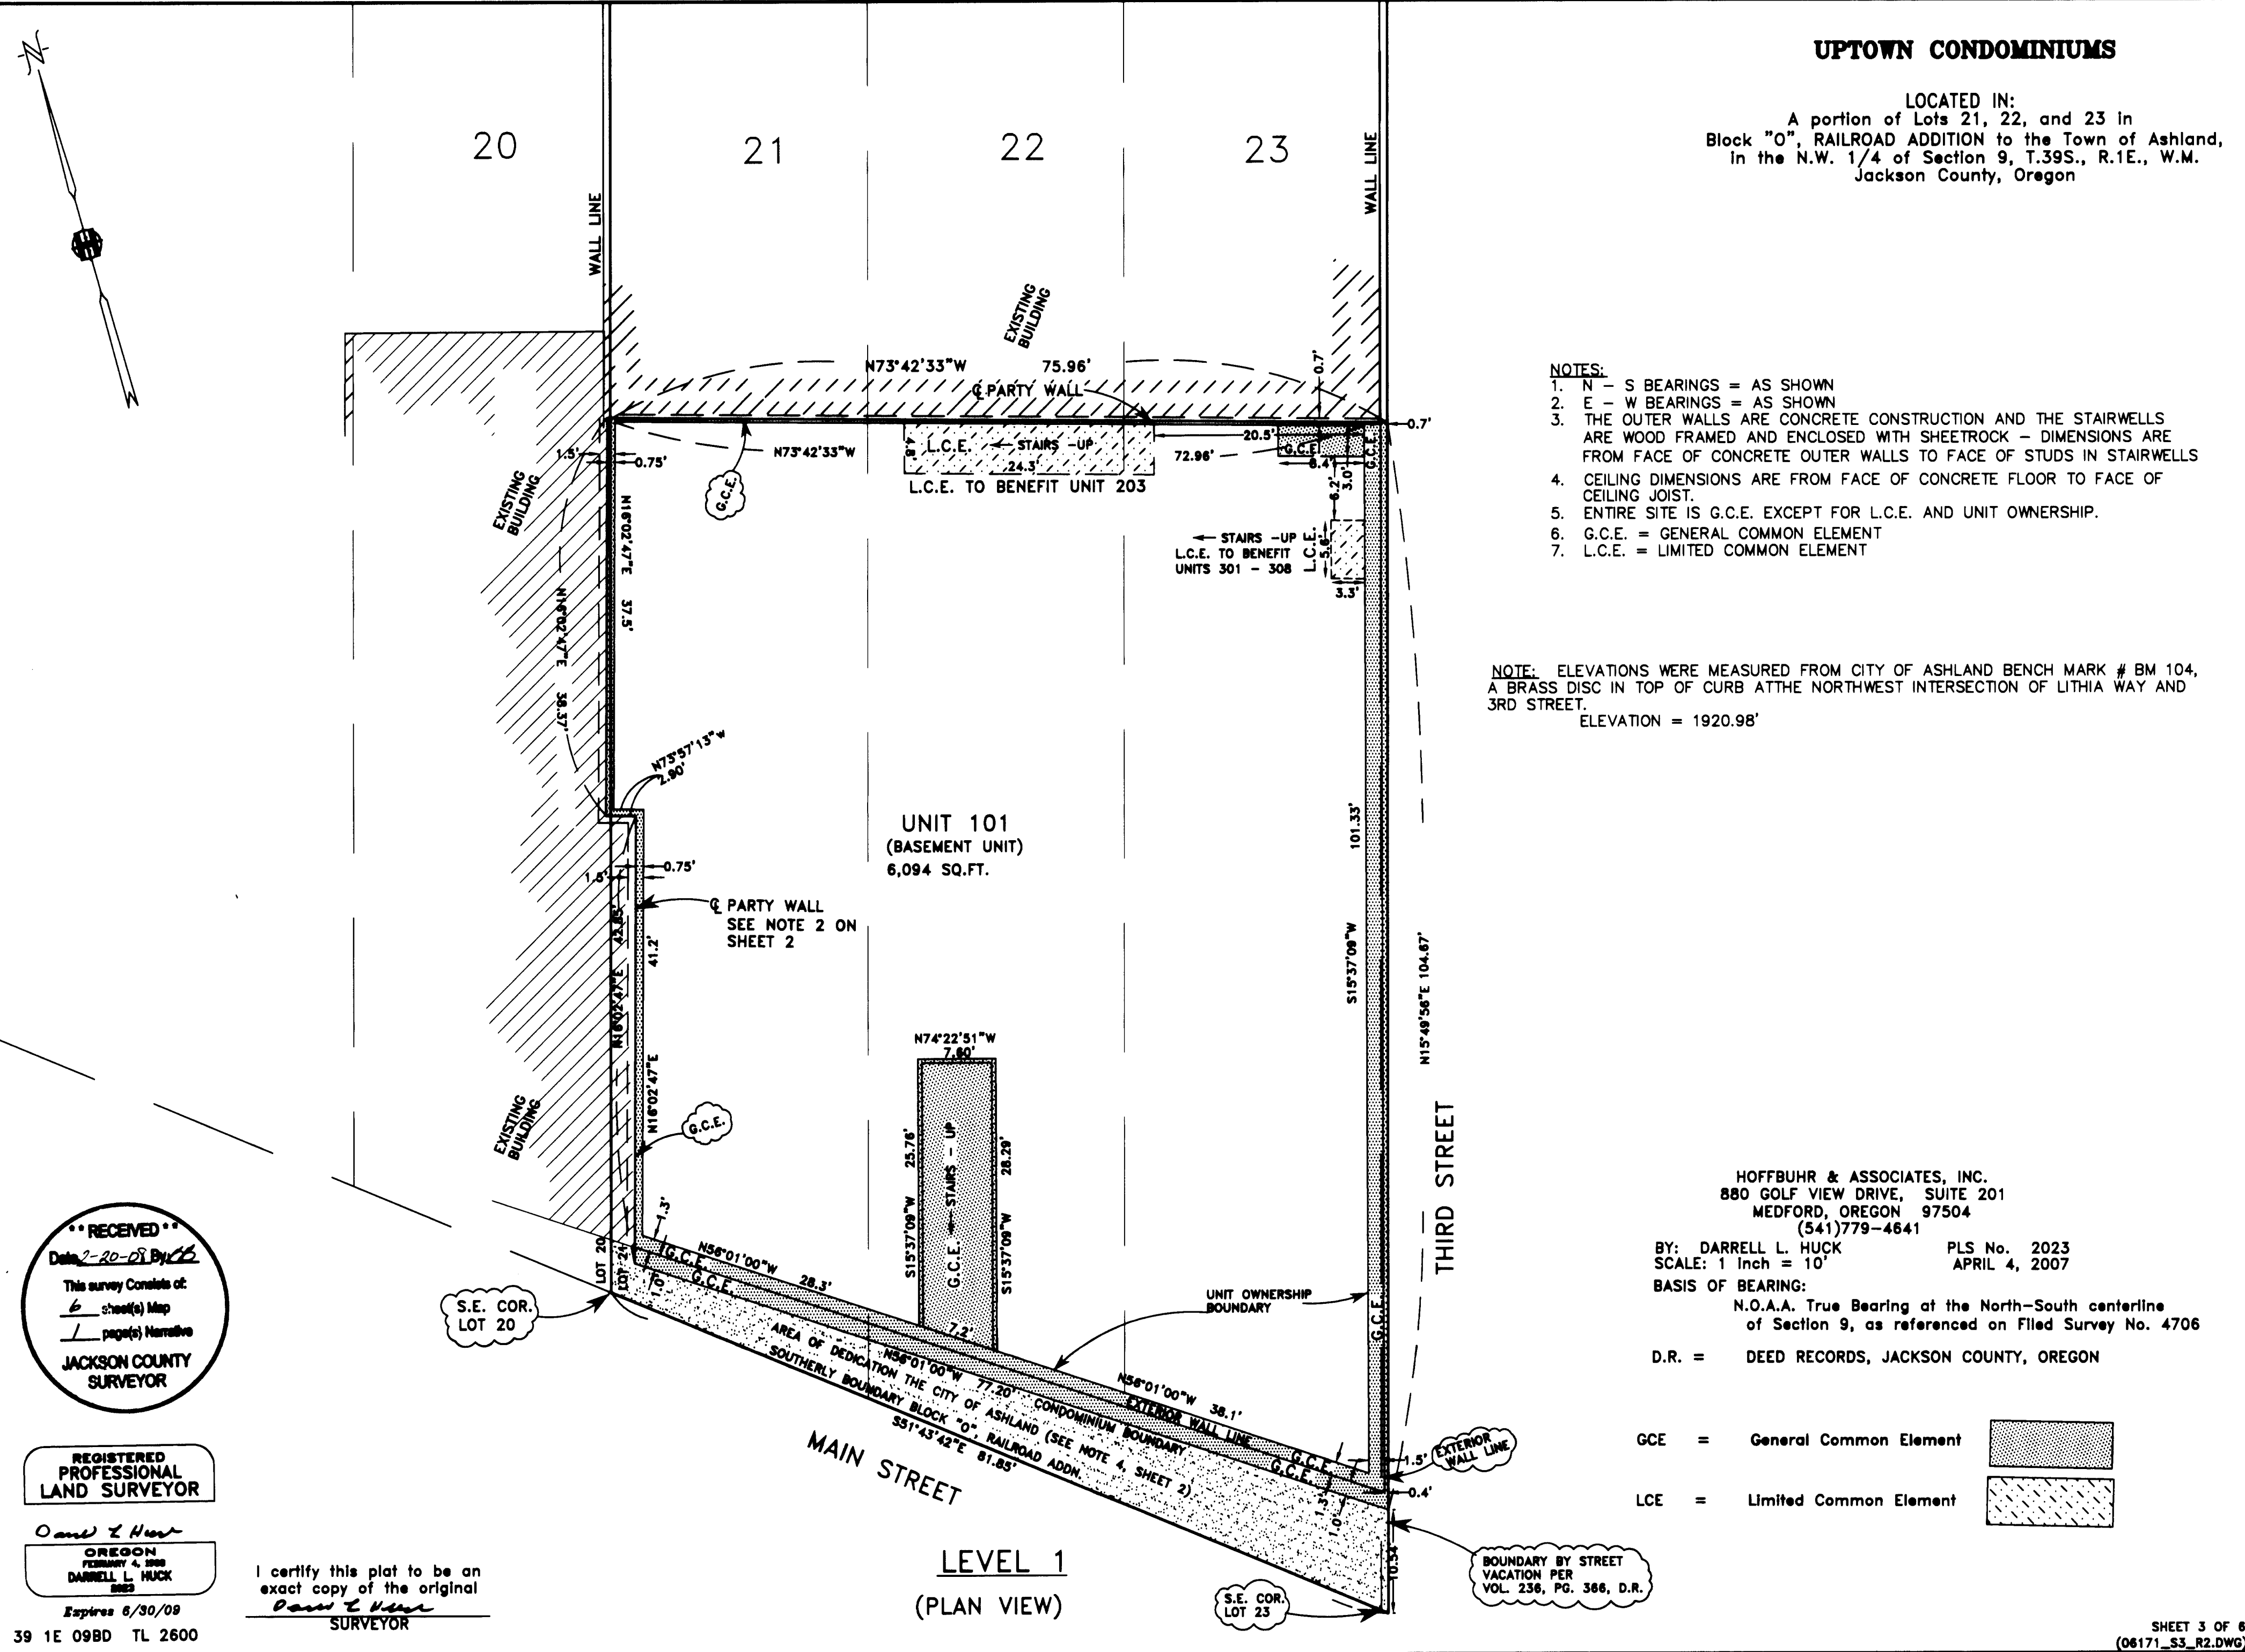 UPTOWN CONDOMINIUMS
LOCATED IN:
A portion of Lots 21, 22, and 23 in
Block "O", RAILROAD ADDITION to the Town of Ashland,
in the N.W. 1/4 of Section 9, T.39S., R.1E., W.M.
Jackson County, Oregon
N
20
21
22
23
WALL LINE
WALL LINE
EXISTING
BUILDING
N73°42'33"W 75.96'
℄ PARTY WALL
0.7'
0.7'
N73°42'33"W
72.96'
G.C.E.
L.C.E. ← STAIRS -UP
4.8'
24.3'
L.C.E. TO BENEFIT UNIT 203
20.5'
G.C.E.
8.4'
3.0'
6.2'
G.C.E.
← STAIRS -UP
L.C.E. TO BENEFIT
UNITS 301 - 308
L.C.E.
5.6'
3.3'
1.5'
0.75'
EXISTING
BUILDING
N16°02'47"E 37.5'
N16°02'47"E 38.37'
N73°57'13"W
2.90'
NOTES:
1. N - S BEARINGS = AS SHOWN
2. E - W BEARINGS = AS SHOWN
3. THE OUTER WALLS ARE CONCRETE CONSTRUCTION AND THE STAIRWELLS
ARE WOOD FRAMED AND ENCLOSED WITH SHEETROCK - DIMENSIONS ARE
FROM FACE OF CONCRETE OUTER WALLS TO FACE OF STUDS IN STAIRWELLS
4. CEILING DIMENSIONS ARE FROM FACE OF CONCRETE FLOOR TO FACE OF
CEILING JOIST.
5. ENTIRE SITE IS G.C.E. EXCEPT FOR L.C.E. AND UNIT OWNERSHIP.
6. G.C.E. = GENERAL COMMON ELEMENT
7. L.C.E. = LIMITED COMMON ELEMENT
NOTE: ELEVATIONS WERE MEASURED FROM CITY OF ASHLAND BENCH MARK # BM 104,
A BRASS DISC IN TOP OF CURB ATTHE NORTHWEST INTERSECTION OF LITHIA WAY AND
3RD STREET.
ELEVATION = 1920.98'
UNIT 101
(BASEMENT UNIT)
6,094 SQ.FT.
0.75'
1.5'
℄ PARTY WALL
SEE NOTE 2 ON
SHEET 2
N16°02'47"E 42.85'
41.2'
N16°02'47"E
G.C.E.
101.33'
S15°37'09"W
N15°49'56"E 104.67'
THIRD STREET
N74°22'51"W
7.60'
S15°37'09"W 25.76'
G.C.E. ← STAIRS - UP
S15°37'09"W 28.29'
EXISTING
BUILDING
1.3'
N56°01'00"W 28.3'
G.C.E.
G.C.E.
1.0'
LOT 20
LOT 21
S.E. COR.
LOT 20
7.2'
UNIT OWNERSHIP
BOUNDARY
N56°01'00"W 38.1'
EXTERIOR WALL LINE
N56°01'00"W 77.20'
CONDOMINIUM BOUNDARY
AREA OF DEDICATION THE CITY OF ASHLAND (SEE NOTE 4, SHEET 2)
SOUTHERLY BOUNDARY BLOCK "O", RAILROAD ADDN.
S51°43'42"E 81.85'
MAIN STREET
G.C.E.
G.C.E.
G.C.E.
1.5'
EXTERIOR
WALL LINE
0.4'
1.3'
1.0'
10.54'
BOUNDARY BY STREET
VACATION PER
VOL. 236, PG. 366, D.R.
S.E. COR.
LOT 23
LEVEL 1
(PLAN VIEW)
HOFFBUHR & ASSOCIATES, INC.
880 GOLF VIEW DRIVE, SUITE 201
MEDFORD, OREGON 97504
(541)779-4641
BY: DARRELL L. HUCK PLS No. 2023
SCALE: 1 Inch = 10' APRIL 4, 2007
BASIS OF BEARING:
N.O.A.A. True Bearing at the North-South centerline
of Section 9, as referenced on Filed Survey No. 4706
D.R. = DEED RECORDS, JACKSON COUNTY, OREGON
GCE = General Common Element
LCE = Limited Common Element
** RECEIVED **
Date 2-20-08 By
This survey Consists of:
6 sheet(s) Map
1 page(s) Narrative
JACKSON COUNTY
SURVEYOR
REGISTERED
PROFESSIONAL
LAND SURVEYOR
OREGON
DARRELL L. HUCK
2023
Expires 6/30/09
39 1E 09BD TL 2600
I certify this plat to be an
exact copy of the original
SURVEYOR
SHEET 3 OF 6
(06171_S3_R2.DWG)